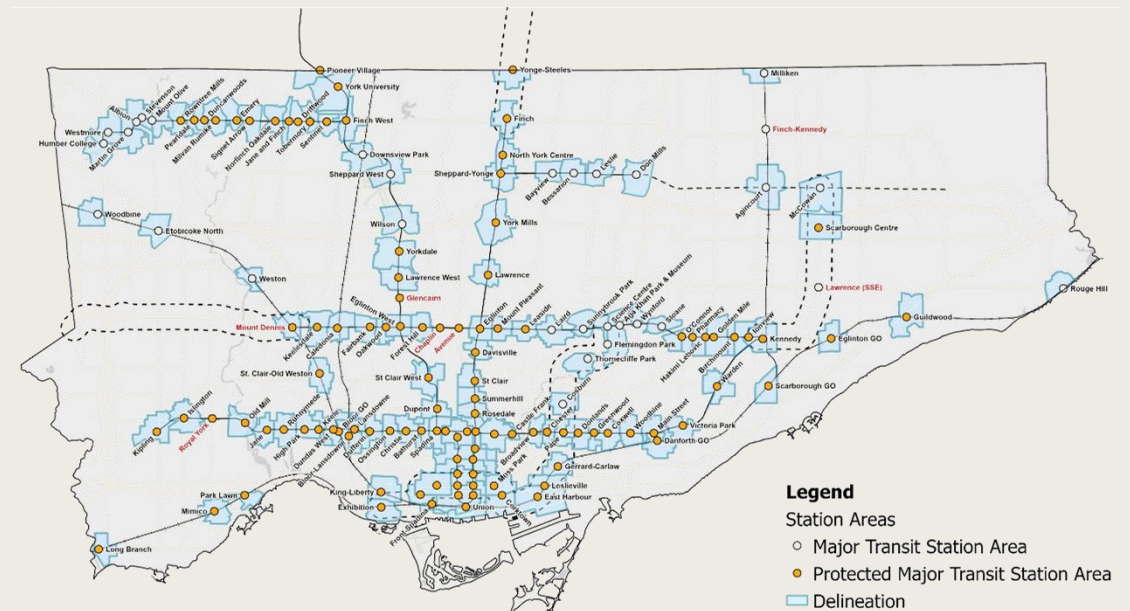 Pioneer Village
Yonge-Steeles
Milliken
York University
Albion
Stevenson
Mount Olive
Rowntree Mills
Duncanwoods
Emery
Driftwood
Westmore
Humber College
Martin Grove
Pearldale
Milvan Rumike
Signet Arrow
Norfinch Oakdale
Jane and Finch
Tobermory
Sentinel
Finch West
Finch
Finch-Kennedy
Downsview Park
Sheppard West
North York Centre
Sheppard-Yonge
Bayview
Bessarion
Leslie
Don Mills
Agincourt
McCowan
Woodbine
Etobicoke North
Wilson
York Mills
Scarborough Centre
Yorkdale
Weston
Lawrence West
Lawrence
Glencairn
Lawrence (SSE)
Rouge Hill
Guildwood
Mount Dennis
Keelesdale
Caledonia
Fairbank
Oakwood
Eglinton West
Forest Hill
Chaplin
Avenue
Eglinton
Mount Pleasant
Leaside
Laird
Sunnybrook Park
Science Centre
Aga Khan Park & Museum
Wynford
Sloane
O'Connor
Pharmacy
Hakimi Lebovic
Golden Mile
Birchmount
Ionview
Kennedy
Eglinton GO
Flemingdon Park
Thorncliffe Park
Cosburn
Davisville
St. Clair-Old Weston
St Clair West
St Clair
Summerhill
Rosedale
Dupont
Warden
Scarborough GO
Kipling
Islington
Royal York
Old Mill
Jane
Runnymede
High Park
Dundas West
Keele
Bloor GO
Bloor-Lansdowne
Lansdowne
Dufferin
Ossington
Christie
Bathurst
Spadina
Castle Frank
Broadview
Chester
Pape
Donlands
Greenwood
Coxwell
Woodbine
Main Street
Victoria Park
Danforth GO
Moss Park
Gerrard-Carlaw
Leslieville
East Harbour
Corktown
King-Liberty
Exhibition
Front-Spadina
Union
Park Lawn
Mimico
Long Branch
Legend
Station Areas
Major Transit Station Area
Protected Major Transit Station Area
Delineation